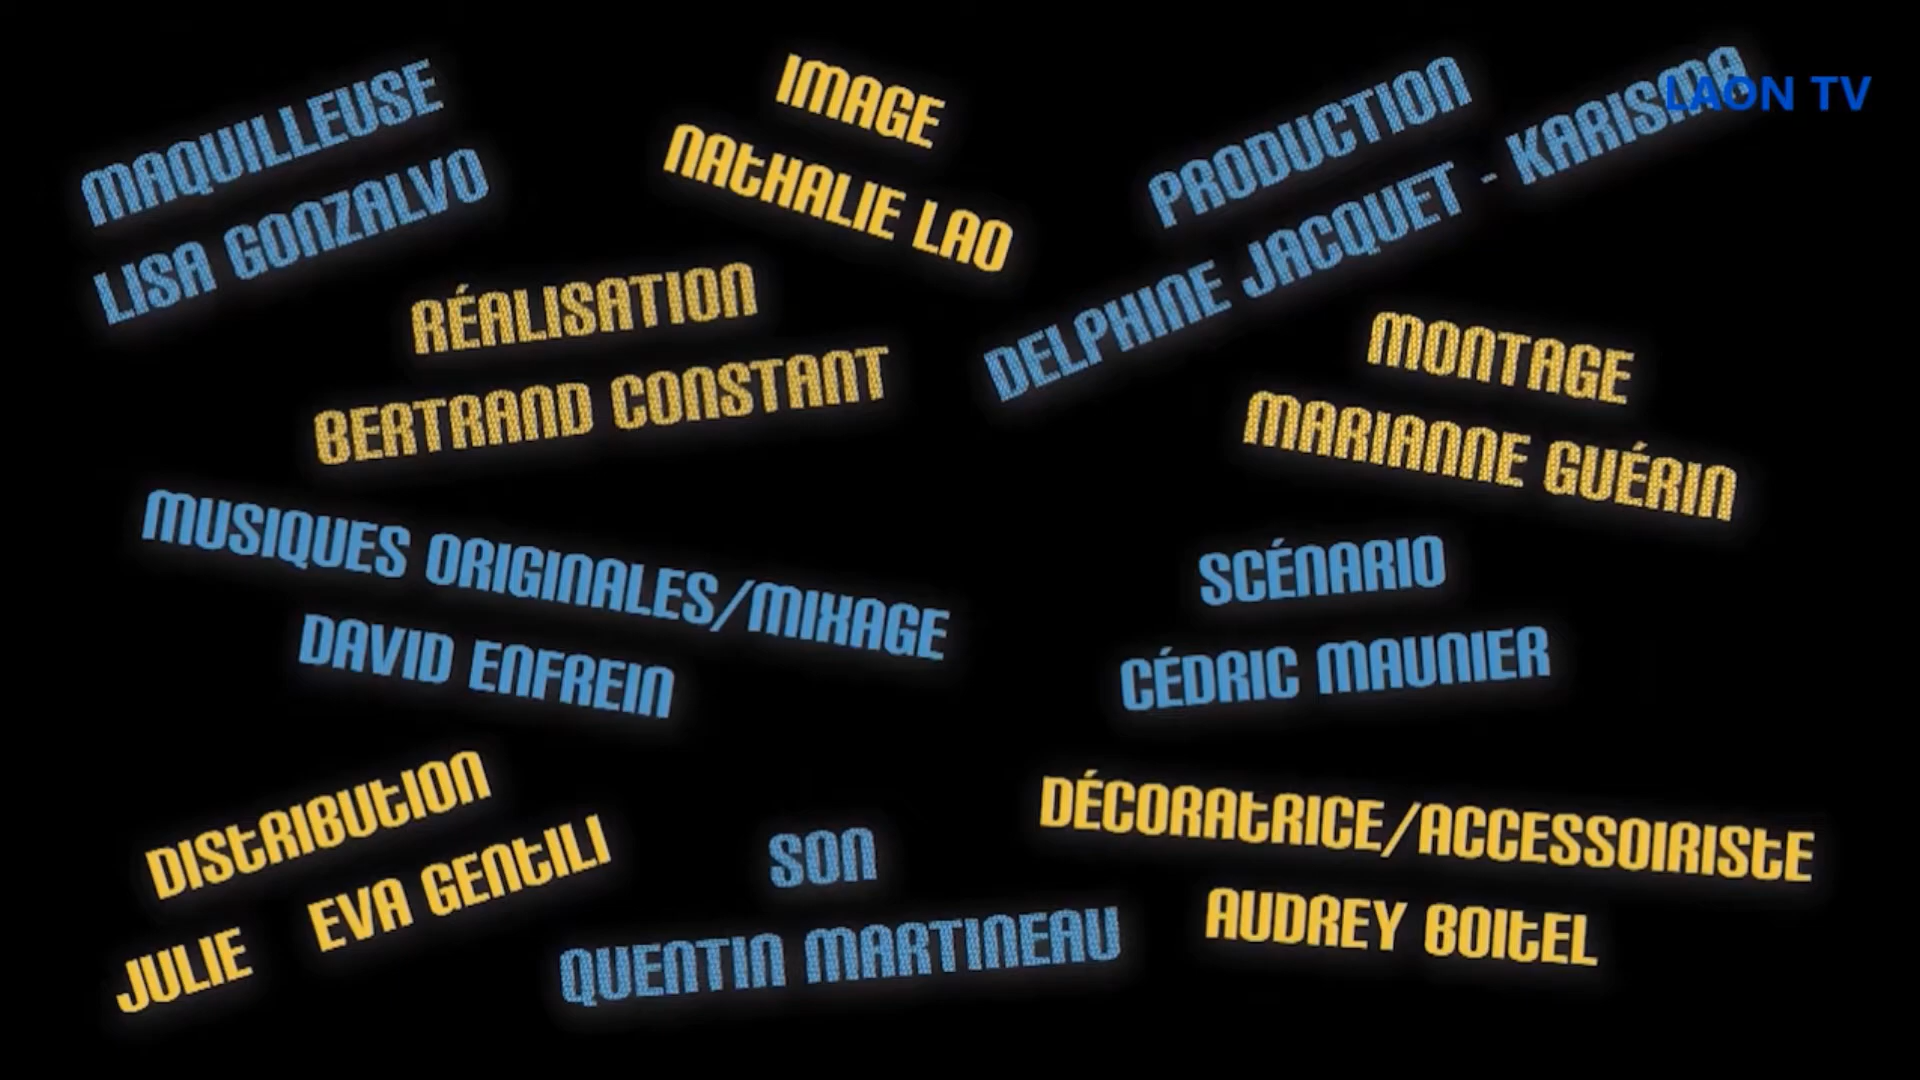 MAQUILLEUSE
LISA GONZALVO
IMAGE
NATHALIE LAO
PRODUCTION
DELPHINE JACQUET - KARISMA
LAON TV
RÉALISATION
BERTRAND CONSTANT
MONTAGE
MARIANNE GUÉRIN
MUSIQUES ORIGINALES/MIXAGE
DAVID ENFREIN
SCÉNARIO
CÉDRIC MAUNIER
DISTRIBUTION
JULIE EVA GENTILI
SON
QUENTIN MARTINEAU
DÉCORATRICE/ACCESSOIRISTE
AUDREY BOITEL